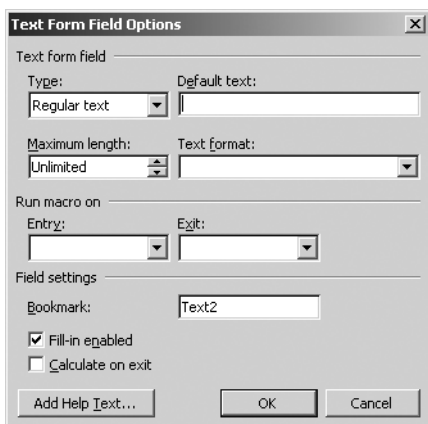 Text Form Field Options
Text form field
Type: Default text:
Regular text
Maximum length: Text format:
Unlimited
Run macro on
Entry: Exit:
Field settings
Bookmark: Text2
Fill-in enabled
Calculate on exit
Add Help Text... OK Cancel